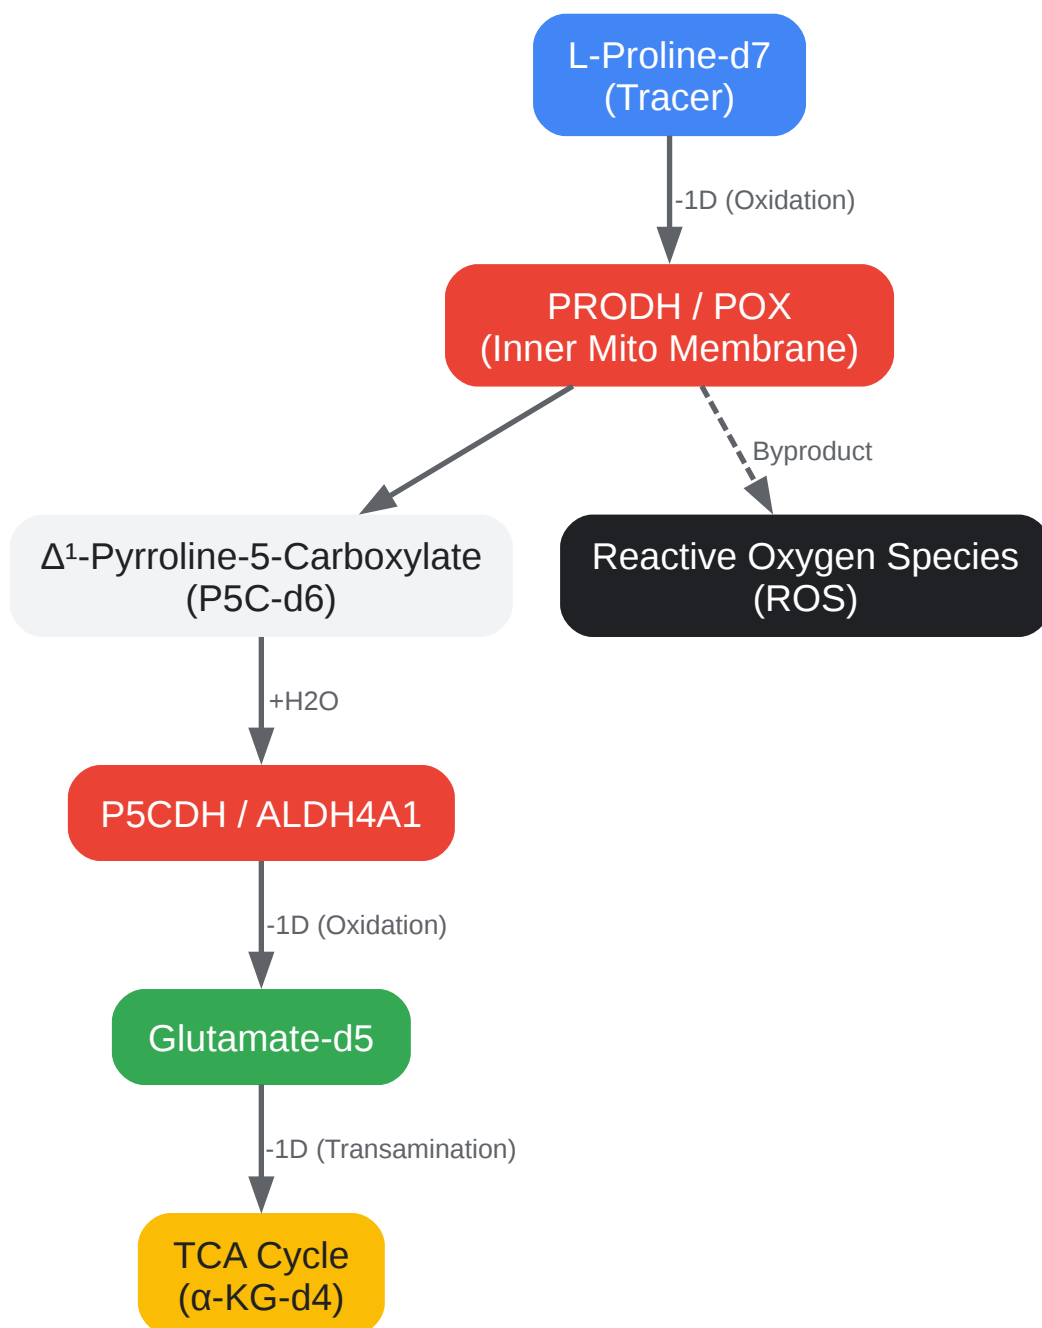 L-Proline-d7
(Tracer)
-1D (Oxidation)
PRODH / POX
(Inner Mito Membrane)
Byproduct
Δ¹-Pyrroline-5-Carboxylate
(P5C-d6)
Reactive Oxygen Species
(ROS)
+H2O
P5CDH / ALDH4A1
-1D (Oxidation)
Glutamate-d5
-1D (Transamination)
TCA Cycle
(α-KG-d4)